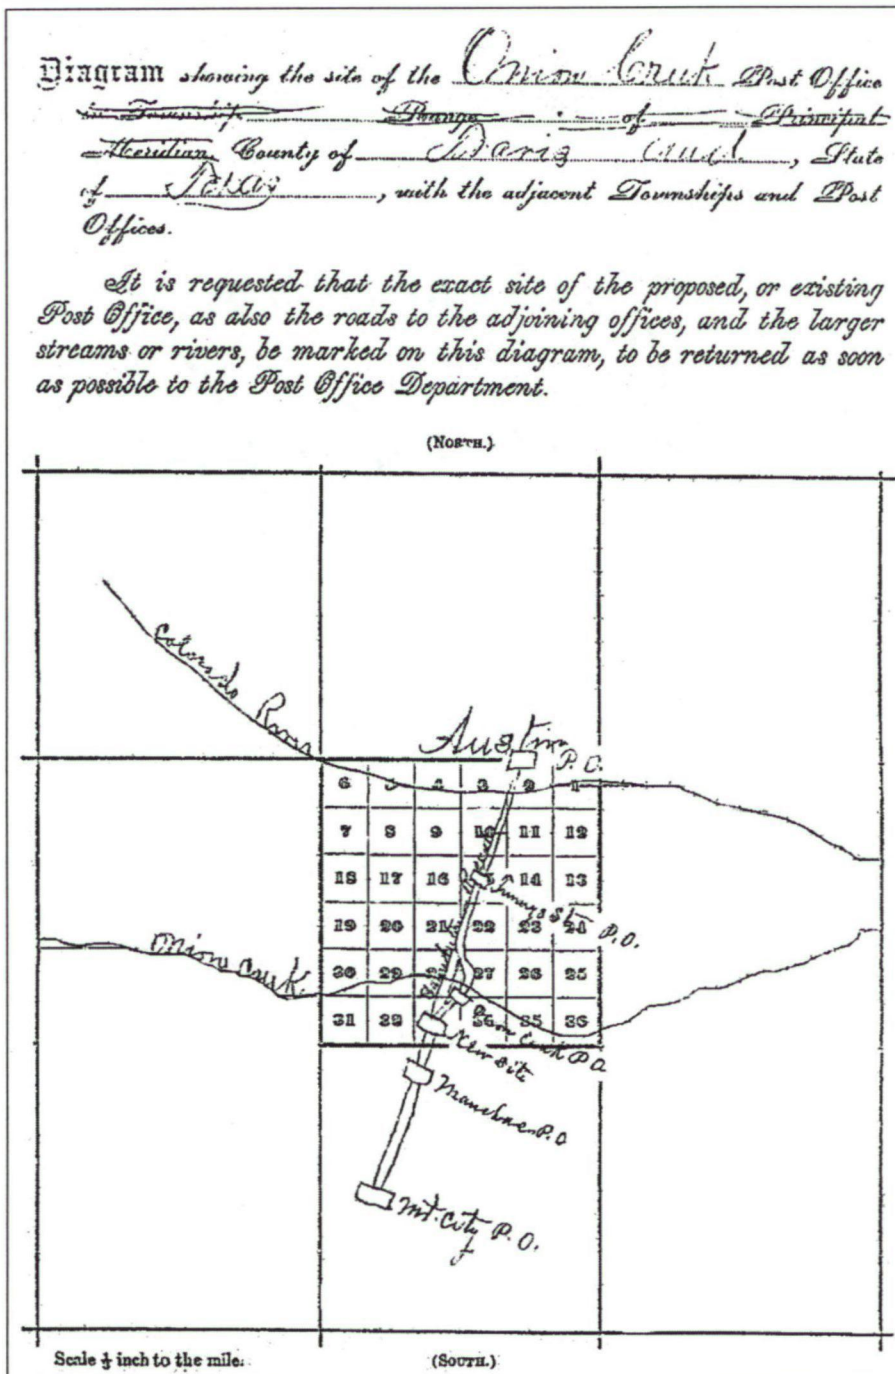 Diagram showing the site of the Onion Creek Post Office
in Township Range of Principal
Meridian, County of , State
of Texas, with the adjacent Townships and Post
Offices.
It is requested that the exact site of the proposed, or existing
Post Office, as also the roads to the adjoining offices, and the larger
streams or rivers, be marked on this diagram, to be returned as soon
as possible to the Post Office Department.
(NORTH.)
Colorado River
Austin
P. O.
6 5 4 3 2 1
7 8 9 10 11 12
18 17 16 15 14 13
P.O.
19 20 21 22 23 24
Onion Creek
30 29 27 26 25
31 32 34 35 36
Creek P.O.
New Site
Manchac P.O
Mt. City P. O.
Scale ½ inch to the mile.
(SOUTH.)